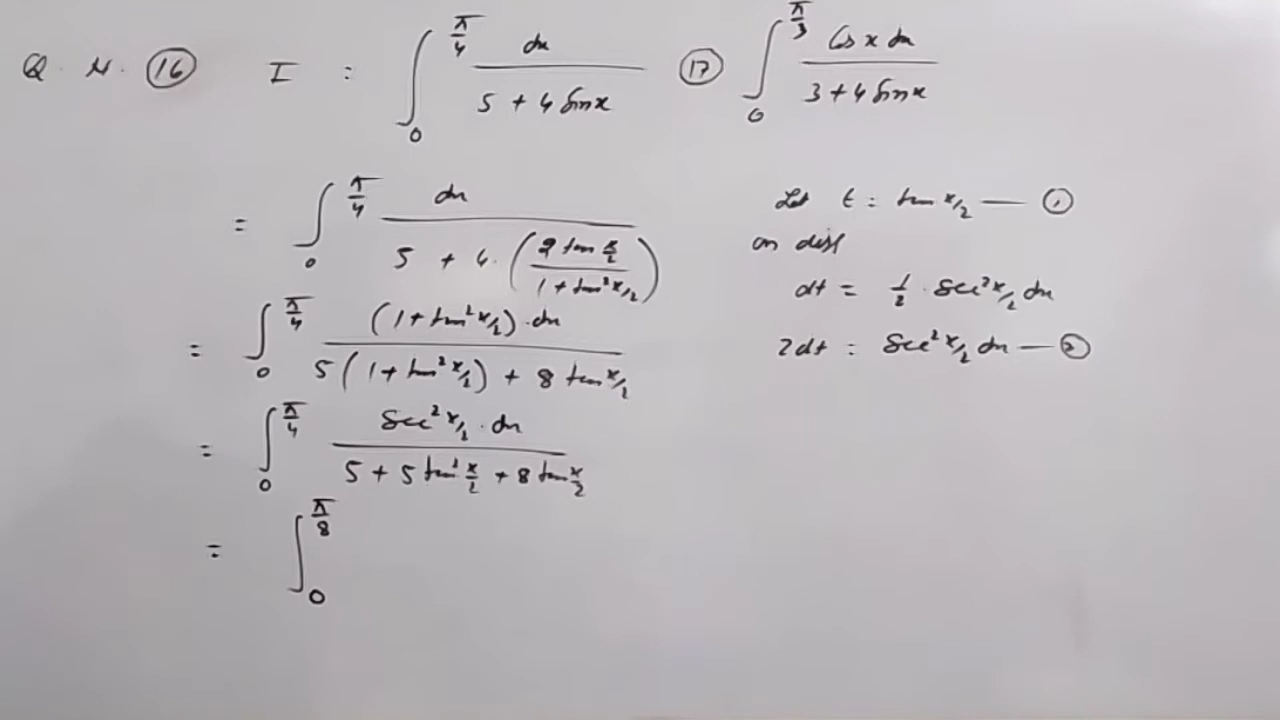 Q. N. (16) I : ∫₀^{π/4} dx / (5 + 4 Sin x) (17) ∫₀^{π/3} Cos x dx / (3 + 4 Sin x)
= ∫₀^{π/4} dx / (5 + 4 · (2 tan x/2 / (1 + tan² x/2)))
Let t = tan x/2 — (1)
on diff
dt = 1/2 · Sec² x/2 dx
2dt = Sec² x/2 dx — (2)
= ∫₀^{π/4} (1 + tan² x/2) · dx / (5(1 + tan² x/2) + 8 tan x/2)
= ∫₀^{π/4} Sec² x/2 · dx / (5 + 5 tan² x/2 + 8 tan x/2)
= ∫₀^{π/8}